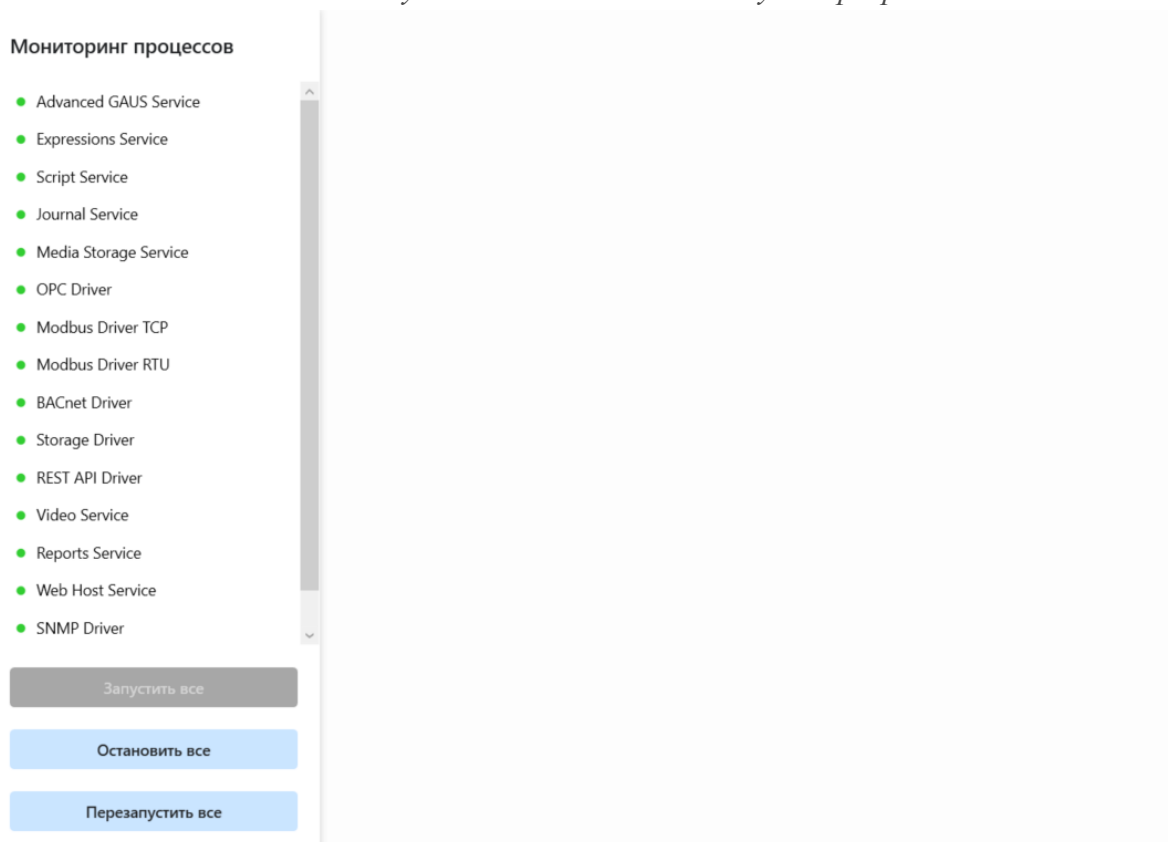 Мониторинг процессов
Advanced GAUS Service
Expressions Service
Script Service
Journal Service
Media Storage Service
OPC Driver
Modbus Driver TCP
Modbus Driver RTU
BACnet Driver
Storage Driver
REST API Driver
Video Service
Reports Service
Web Host Service
SNMP Driver
Запустить все
Остановить все
Перезапустить все